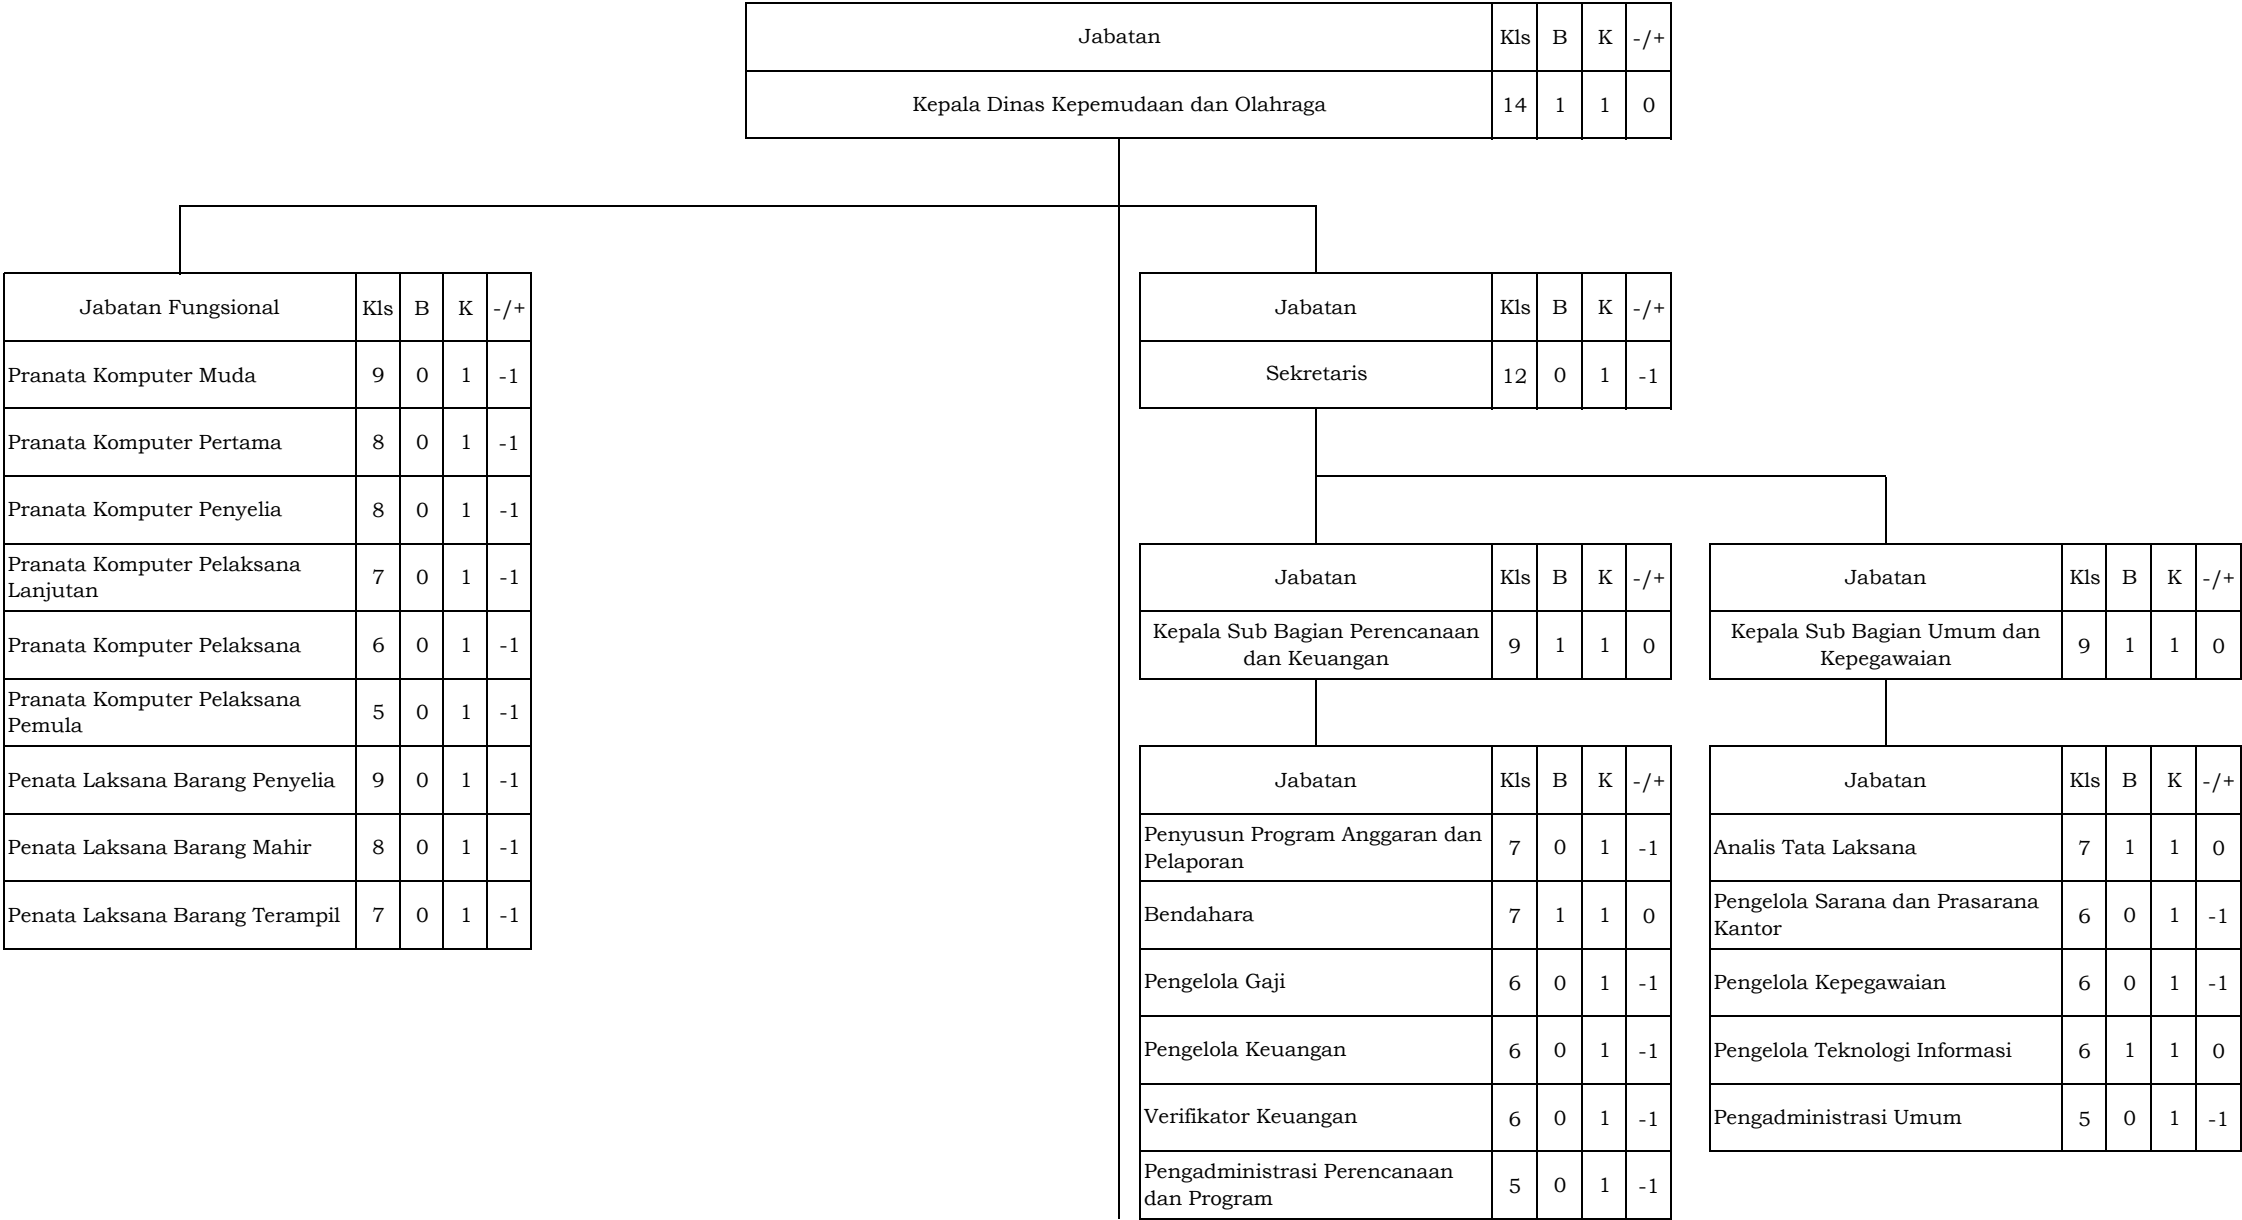 Jabatan Kls B K -/+
Kepala Dinas Kepemudaan dan Olahraga 14 1 1 0
Jabatan Fungsional Kls B K -/+
Pranata Komputer Muda 9 0 1 -1
Pranata Komputer Pertama 8 0 1 -1
Pranata Komputer Penyelia 8 0 1 -1
Pranata Komputer Pelaksana
Lanjutan 7 0 1 -1
Pranata Komputer Pelaksana 6 0 1 -1
Pranata Komputer Pelaksana
Pemula 5 0 1 -1
Penata Laksana Barang Penyelia 9 0 1 -1
Penata Laksana Barang Mahir 8 0 1 -1
Penata Laksana Barang Terampil 7 0 1 -1
Jabatan Kls B K -/+
Sekretaris 12 0 1 -1
Jabatan Kls B K -/+
Kepala Sub Bagian Perencanaan
dan Keuangan 9 1 1 0
Jabatan Kls B K -/+
Penyusun Program Anggaran dan
Pelaporan 7 0 1 -1
Bendahara 7 1 1 0
Pengelola Gaji 6 0 1 -1
Pengelola Keuangan 6 0 1 -1
Verifikator Keuangan 6 0 1 -1
Pengadministrasi Perencanaan
dan Program 5 0 1 -1
Jabatan Kls B K -/+
Kepala Sub Bagian Umum dan
Kepegawaian 9 1 1 0
Jabatan Kls B K -/+
Analis Tata Laksana 7 1 1 0
Pengelola Sarana dan Prasarana
Kantor 6 0 1 -1
Pengelola Kepegawaian 6 0 1 -1
Pengelola Teknologi Informasi 6 1 1 0
Pengadministrasi Umum 5 0 1 -1